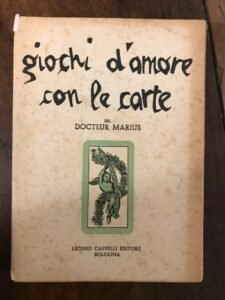 giochi d'amore
con le carte
DEL
DOCTEUR MARIUS
LICINIO CAPPELLI EDITORE
BOLOGNA